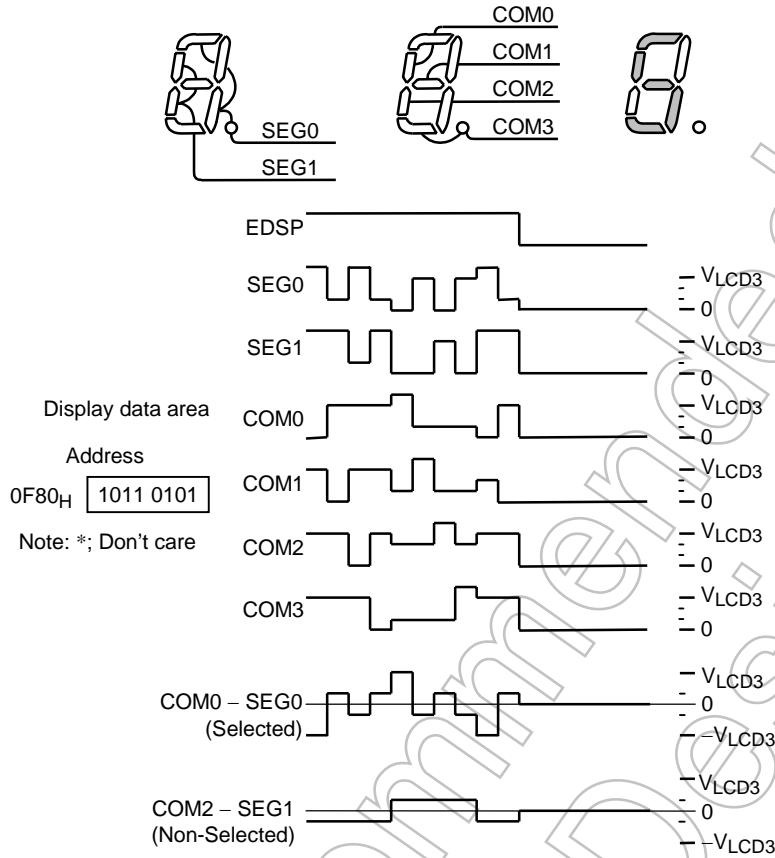 COM0
COM1
COM2
COM3
SEG0
SEG1
EDSP
SEG0
VLCD3
0
SEG1
VLCD3
0
Display data area
COM0
VLCD3
0
Address
0F80H 1011 0101
COM1
VLCD3
0
Note: *; Don’t care
COM2
VLCD3
0
COM3
VLCD3
0
COM0 – SEG0
(Selected)
VLCD3
0
–VLCD3
COM2 – SEG1
(Non-Selected)
VLCD3
0
–VLCD3